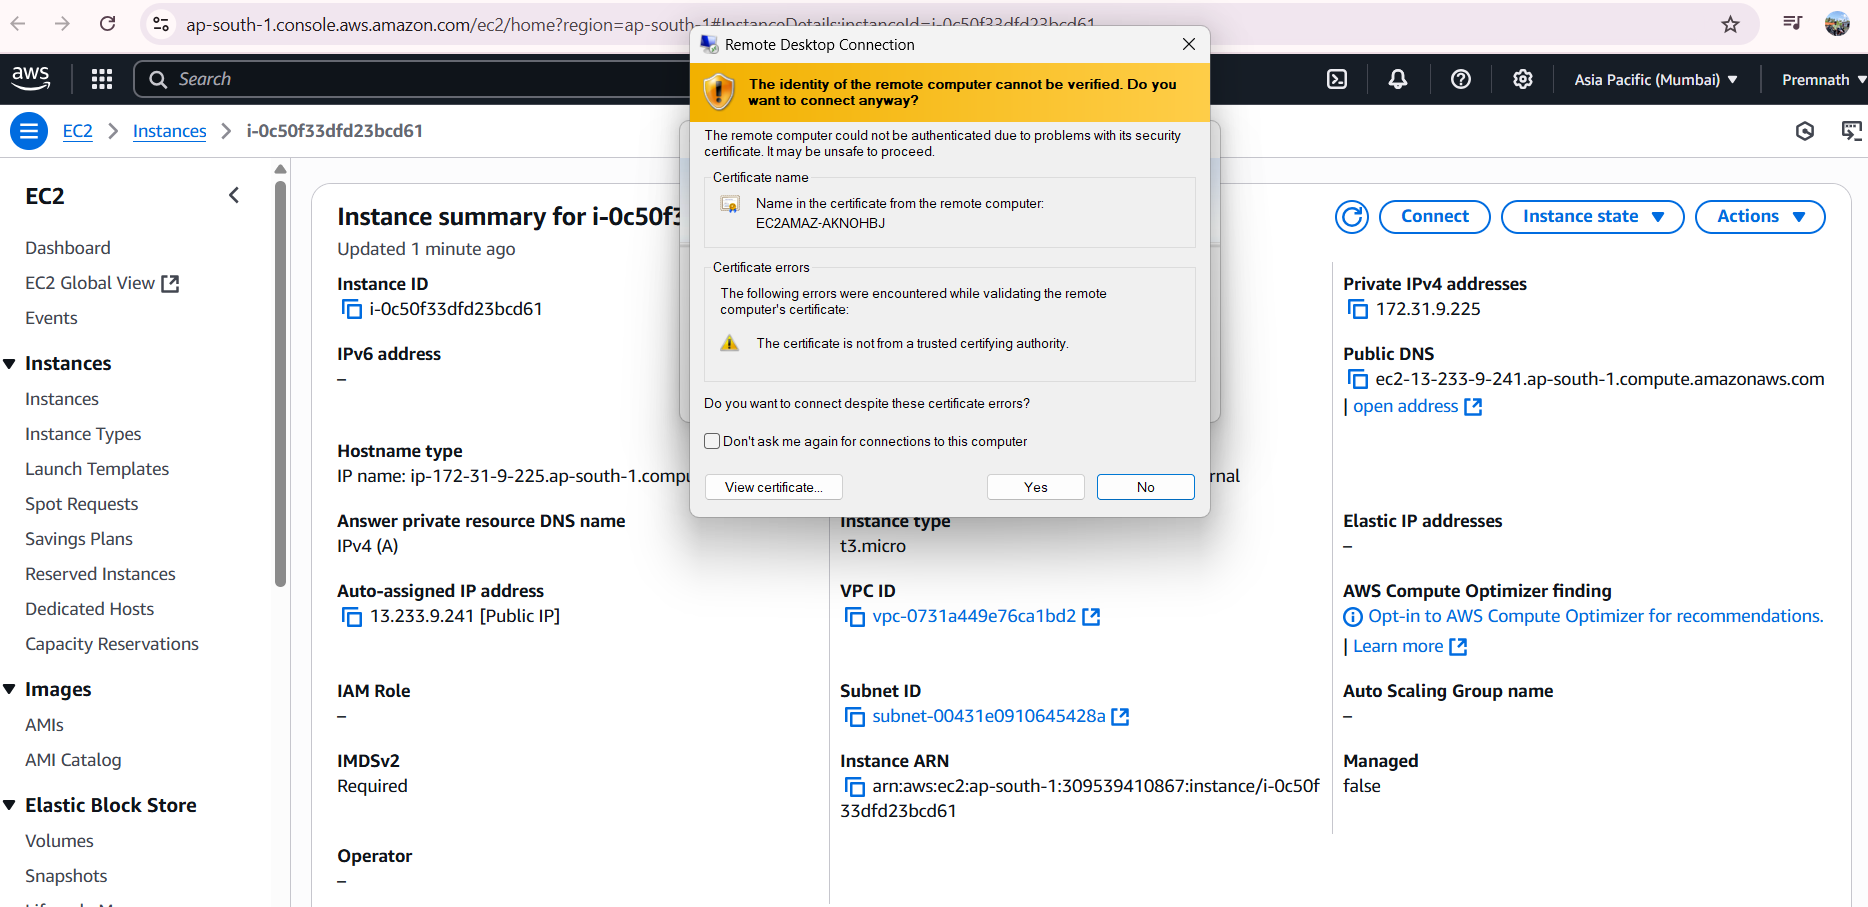 ap-south-1.console.aws.amazon.com/ec2/home?region=ap-south-1#InstanceDetails:instanceId=i-0c50f33dfd23bcd61
aws
Search
Asia Pacific (Mumbai)
Premnath
EC2
Instances
i-0c50f33dfd23bcd61
EC2
Dashboard
EC2 Global View
Events
Instances
Instances
Instance Types
Launch Templates
Spot Requests
Savings Plans
Reserved Instances
Dedicated Hosts
Capacity Reservations
Images
AMIs
AMI Catalog
Elastic Block Store
Volumes
Snapshots
Remote Desktop Connection
The identity of the remote computer cannot be verified. Do you
want to connect anyway?
The remote computer could not be authenticated due to problems with its security
certificate. It may be unsafe to proceed.
Certificate name
Name in the certificate from the remote computer:
EC2AMAZ-AKNOHBJ
Certificate errors
The following errors were encountered while validating the remote
computer's certificate:
The certificate is not from a trusted certifying authority.
Do you want to connect despite these certificate errors?
Don't ask me again for connections to this computer
View certificate...
Yes
No
Instance summary for i-0c50f3
Updated 1 minute ago
Connect
Instance state
Actions
Instance ID
i-0c50f33dfd23bcd61
IPv6 address
–
Hostname type
IP name: ip-172-31-9-225.ap-south-1.compu
rnal
Answer private resource DNS name
IPv4 (A)
Auto-assigned IP address
13.233.9.241 [Public IP]
IAM Role
–
IMDSv2
Required
Operator
–
Instance type
t3.micro
VPC ID
vpc-0731a449e76ca1bd2
Subnet ID
subnet-00431e0910645428a
Instance ARN
arn:aws:ec2:ap-south-1:309539410867:instance/i-0c50f
33dfd23bcd61
Private IPv4 addresses
172.31.9.225
Public DNS
ec2-13-233-9-241.ap-south-1.compute.amazonaws.com
| open address
Elastic IP addresses
–
AWS Compute Optimizer finding
Opt-in to AWS Compute Optimizer for recommendations.
| Learn more
Auto Scaling Group name
–
Managed
false